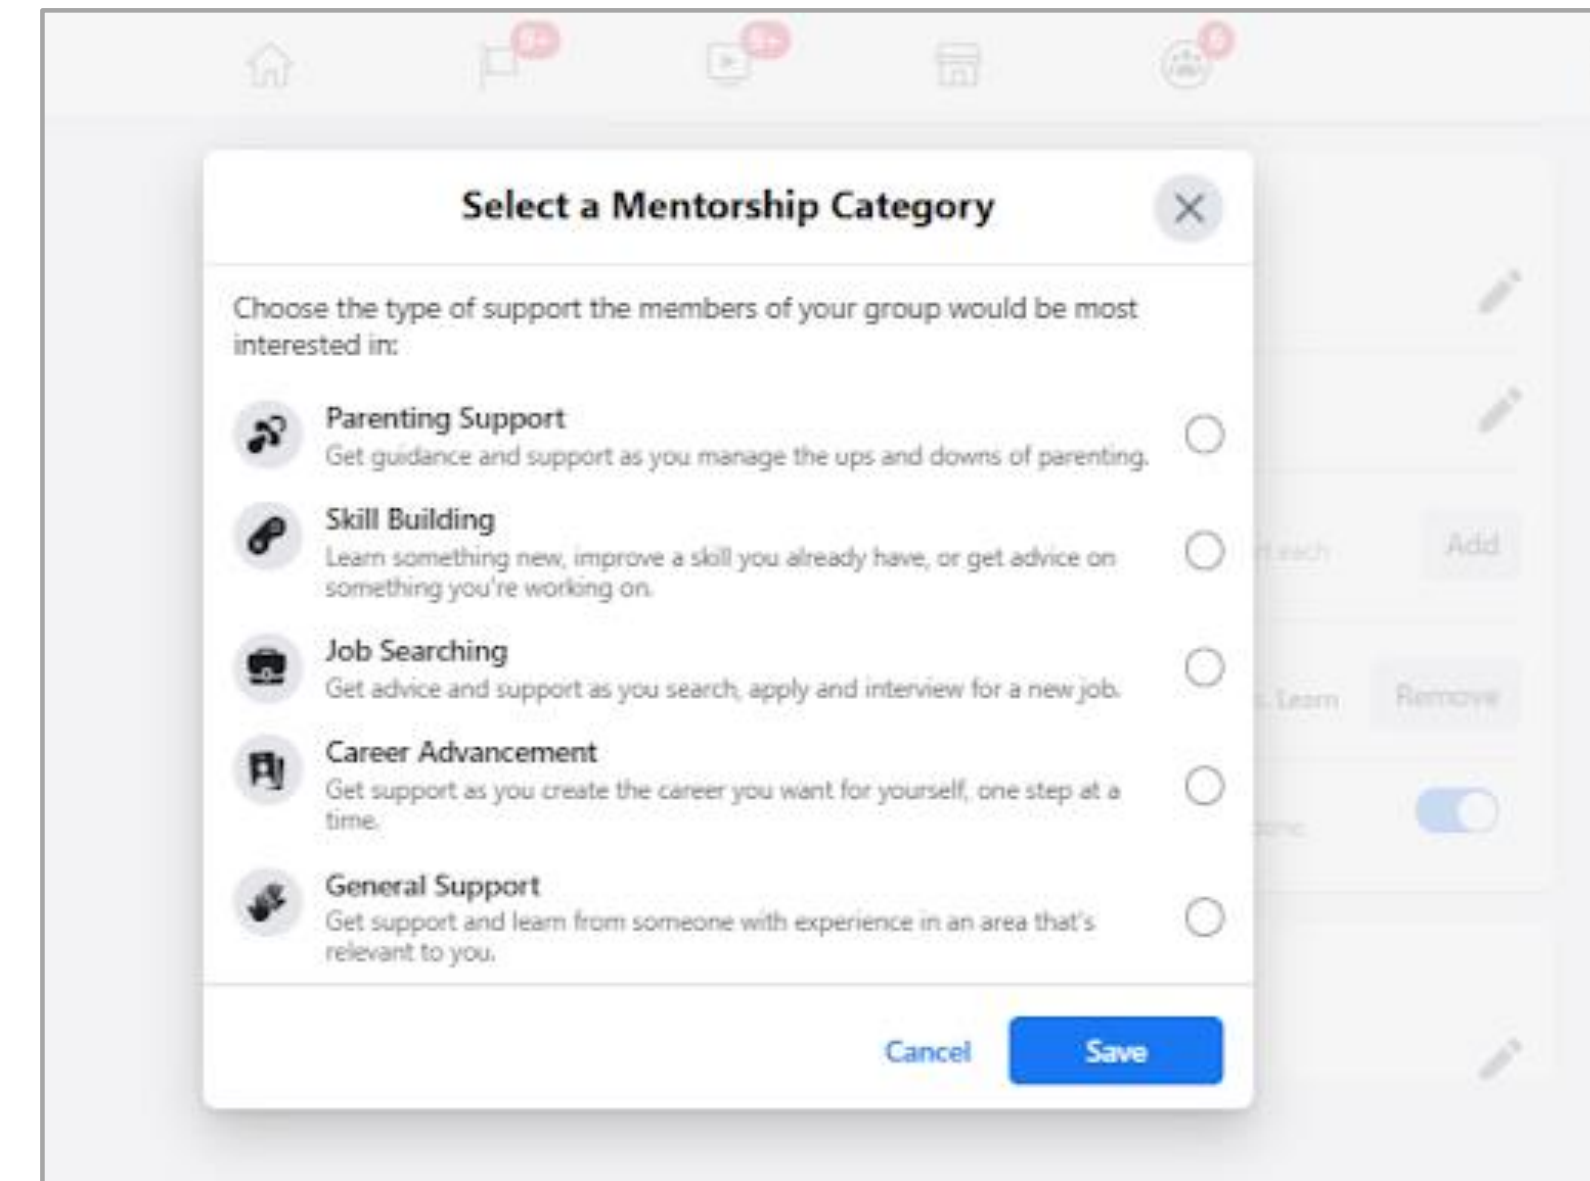 9+
9+
6
Select a Mentorship Category
Choose the type of support the members of your group would be most
interested in:
Parenting Support
Get guidance and support as you manage the ups and downs of parenting.
Skill Building
Learn something new, improve a skill you already have, or get advice on
something you're working on.
Job Searching
Get advice and support as you search, apply and interview for a new job.
Career Advancement
Get support as you create the career you want for yourself, one step at a
time.
General Support
Get support and learn from someone with experience in an area that's
relevant to you.
Cancel
Save
each
Add
Learn
Remove